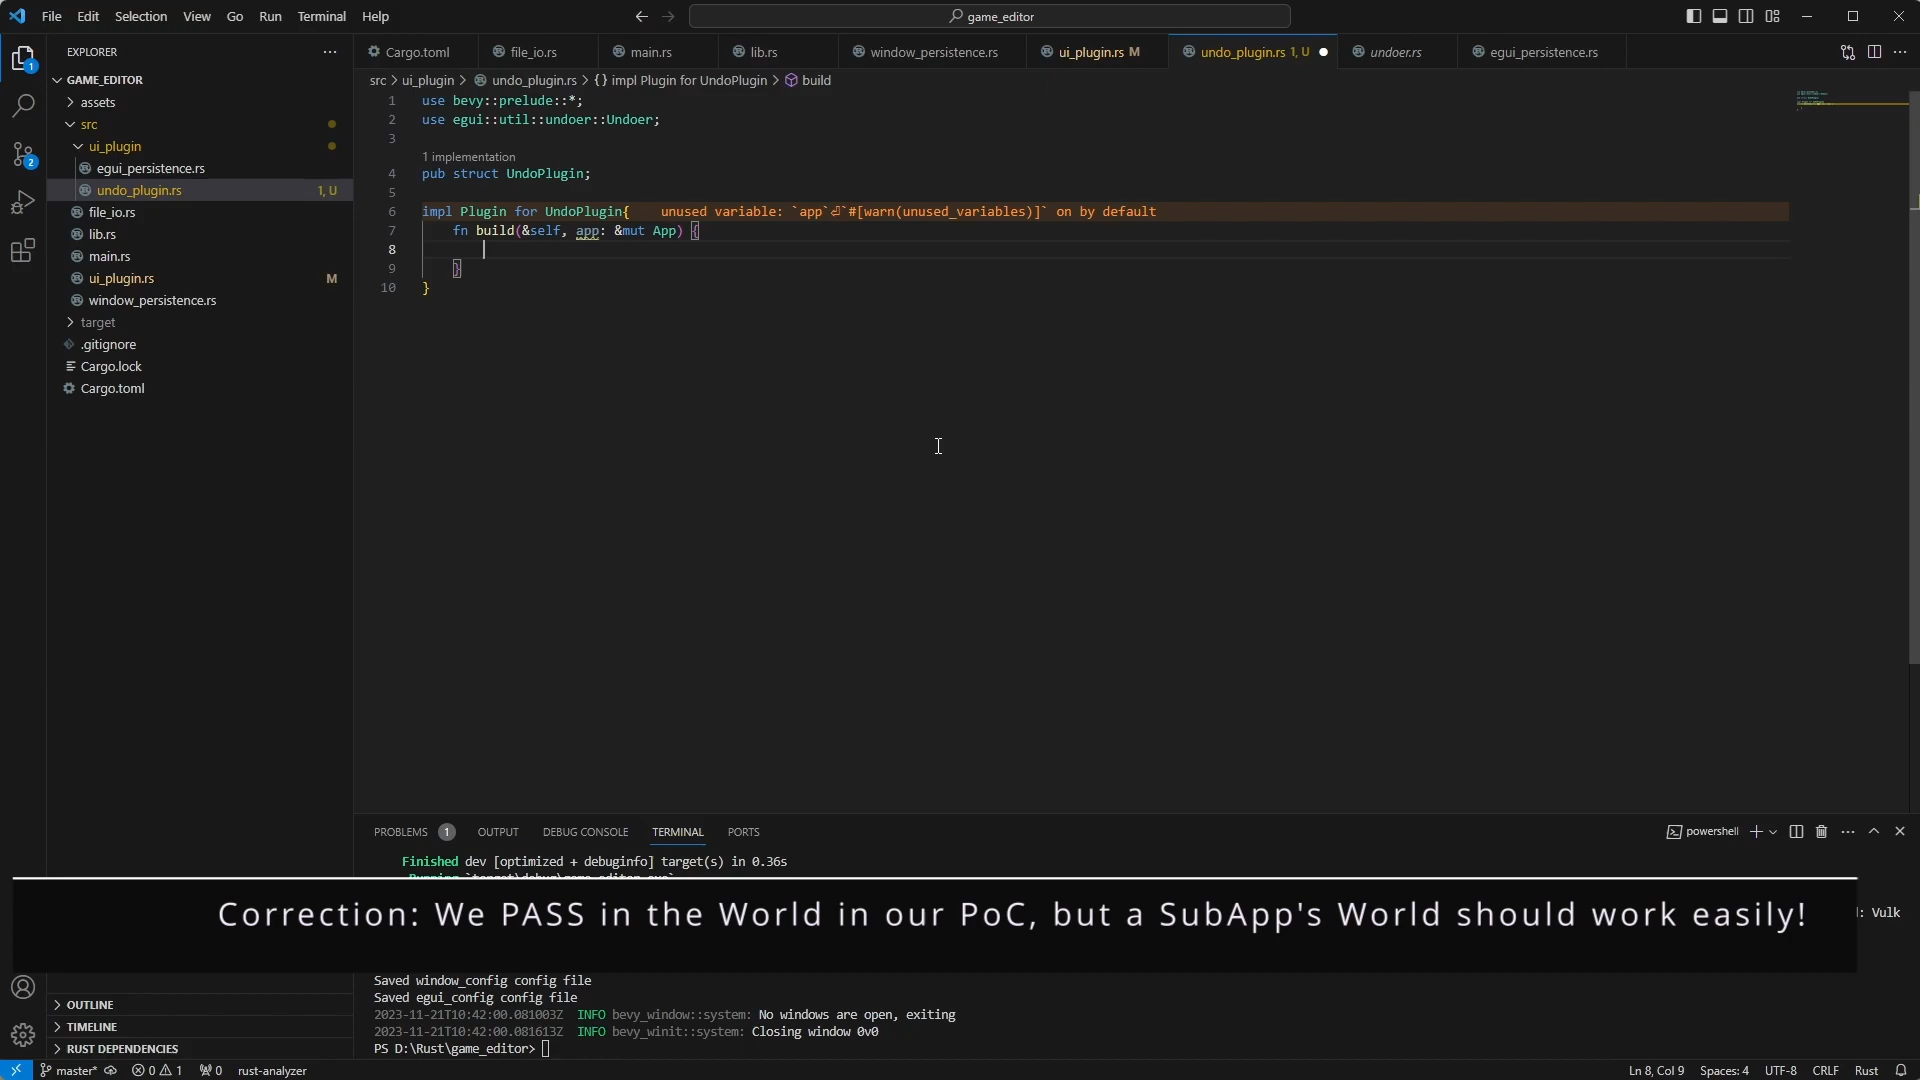 File Edit Selection View Go Run Terminal Help
game_editor
EXPLORER
GAME_EDITOR
assets
src
ui_plugin
egui_persistence.rs
undo_plugin.rs 1, U
file_io.rs
lib.rs
main.rs
ui_plugin.rs M
window_persistence.rs
target
.gitignore
Cargo.lock
Cargo.toml
OUTLINE
TIMELINE
RUST DEPENDENCIES
1
2
Cargo.toml file_io.rs main.rs lib.rs window_persistence.rs ui_plugin.rs M undo_plugin.rs 1, U undoer.rs egui_persistence.rs
src > ui_plugin > undo_plugin.rs > {} impl Plugin for UndoPlugin > build
1 use bevy::prelude::*;
2 use egui::util::undoer::Undoer;
3
1 implementation
4 pub struct UndoPlugin;
5
6 impl Plugin for UndoPlugin{ unused variable: `app`⏎`#[warn(unused_variables)]` on by default
7 fn build(&self, app: &mut App) {
8
9 }
10 }
PROBLEMS 1 OUTPUT DEBUG CONSOLE TERMINAL PORTS
powershell
Finished dev [optimized + debuginfo] target(s) in 0.36s
Correction: We PASS in the World in our PoC, but a SubApp's World should work easily!
: Vulk
Saved window_config config file
Saved egui_config config file
2023-11-21T10:42:00.081003Z INFO bevy_window::system: No windows are open, exiting
2023-11-21T10:42:00.081613Z INFO bevy_winit::system: Closing window 0v0
PS D:\Rust\game_editor>
master* 0 1 0 rust-analyzer
Ln 8, Col 9 Spaces: 4 UTF-8 CRLF Rust